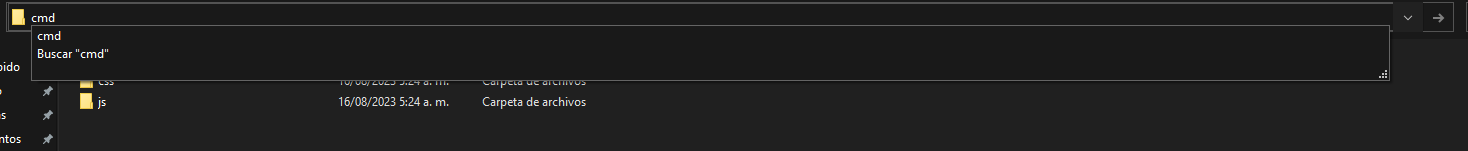 cmd
cmd
Buscar "cmd"
css 16/08/2023 5:24 a. m. Carpeta de archivos
js 16/08/2023 5:24 a. m. Carpeta de archivos